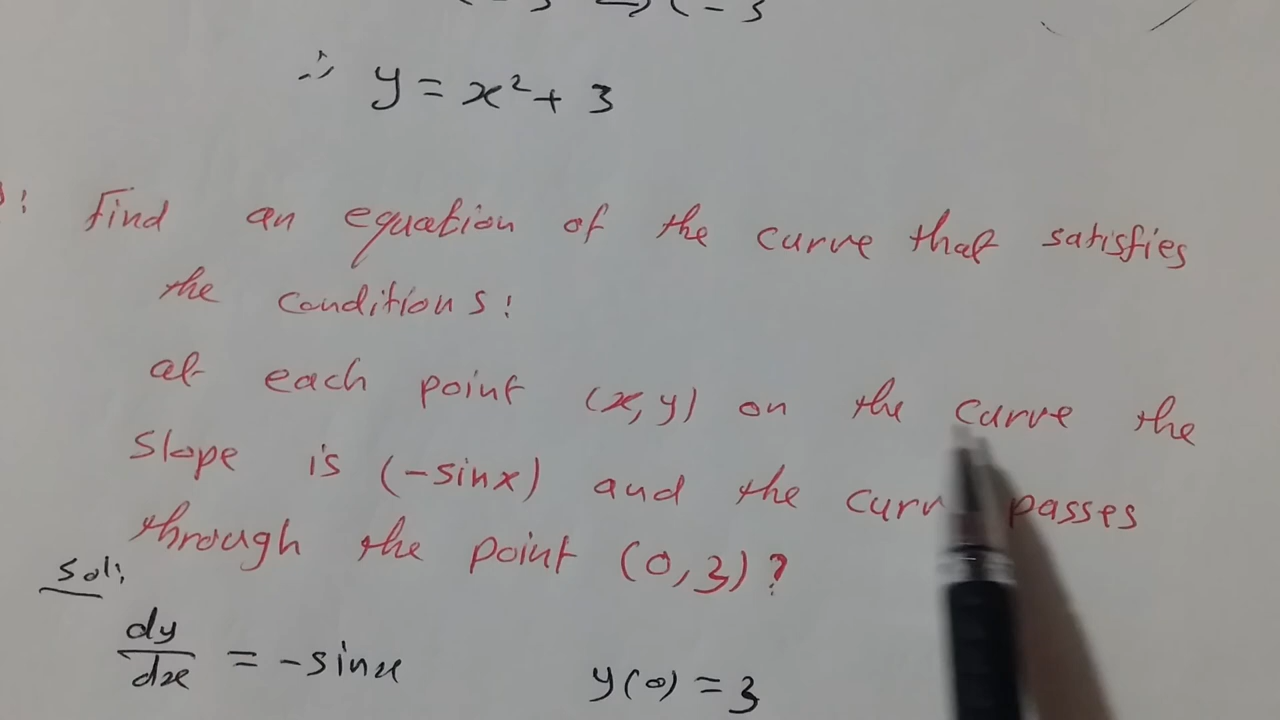 ∴ y = x² + 3
Find an equation of the curve that satisfies
the conditions:
at each point (x,y) on the curve the
slope is (-sinx) and the curv passes
through the point (0,3)?
Sol:
dy/dx = -sinx y(0) = 3